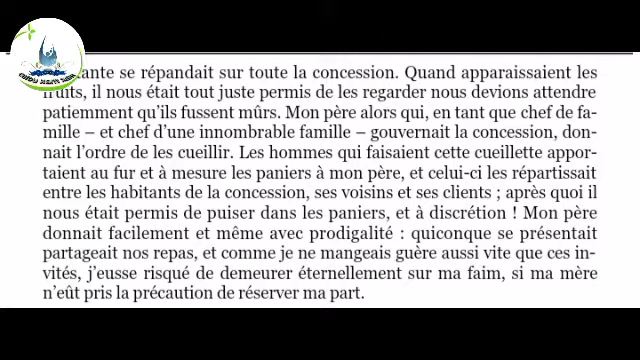 ante se répandait sur toute la concession. Quand apparaissaient les
fruits, il nous était tout juste permis de les regarder nous devions attendre
patiemment qu'ils fussent mûrs. Mon père alors qui, en tant que chef de fa-
mille – et chef d'une innombrable famille – gouvernait la concession, don-
nait l'ordre de les cueillir. Les hommes qui faisaient cette cueillette appor-
taient au fur et à mesure les paniers à mon père, et celui-ci les répartissait
entre les habitants de la concession, ses voisins et ses clients ; après quoi il
nous était permis de puiser dans les paniers, et à discrétion ! Mon père
donnait facilement et même avec prodigalité : quiconque se présentait
partageait nos repas, et comme je ne mangeais guère aussi vite que ces in-
vités, j'eusse risqué de demeurer éternellement sur ma faim, si ma mère
n'eût pris la précaution de réserver ma part.